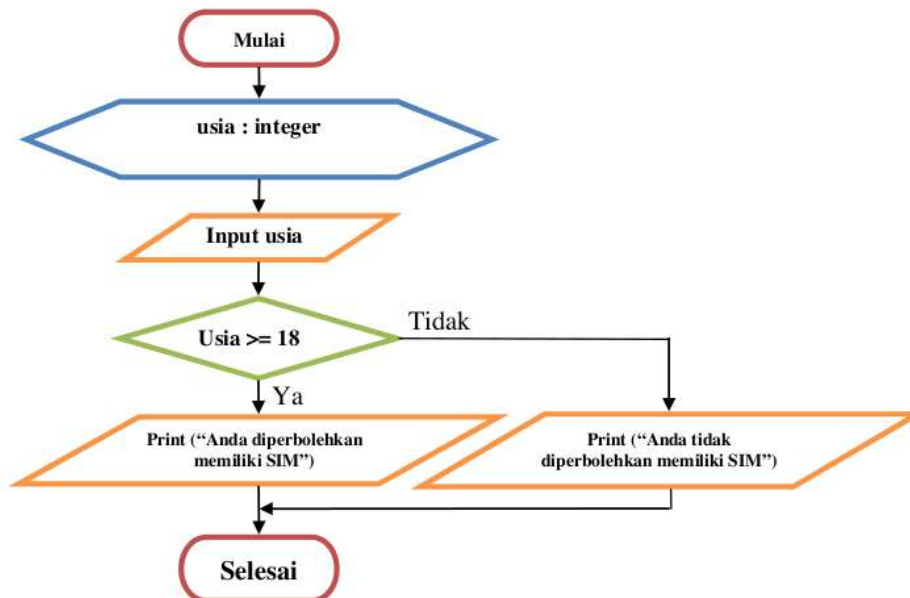 Mulai
usia : integer
Input usia
Usia >= 18
Tidak
Ya
Print (“Anda diperbolehkan
memiliki SIM”)
Print (“Anda tidak
diperbolehkan memiliki SIM”)
Selesai